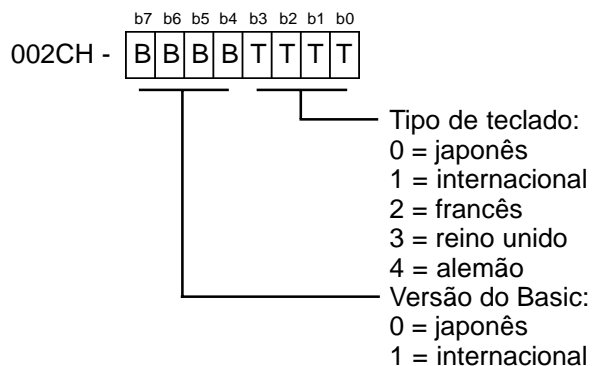 b7 b6 b5 b4 b3 b2 b1 b0
002CH - B B B B T T T T
Tipo de teclado:
0 = japonês
1 = internacional
2 = francês
3 = reino unido
4 = alemão
Versão do Basic:
0 = japonês
1 = internacional